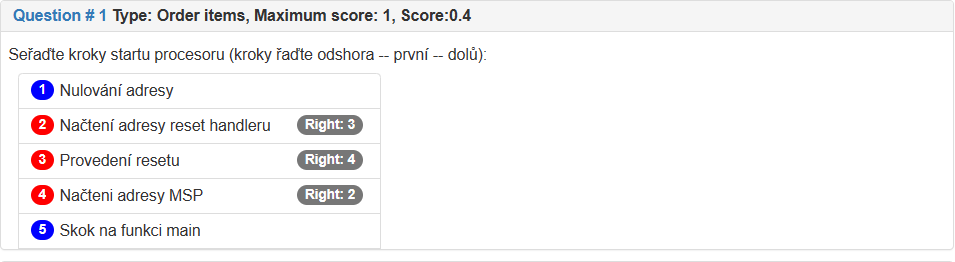 Question # 1 Type: Order items, Maximum score: 1, Score:0.4
Seřaďte kroky startu procesoru (kroky řaďte odshora -- první -- dolů):
1 Nulování adresy
2 Načtení adresy reset handleru Right: 3
3 Provedení resetu Right: 4
4 Načteni adresy MSP Right: 2
5 Skok na funkci main